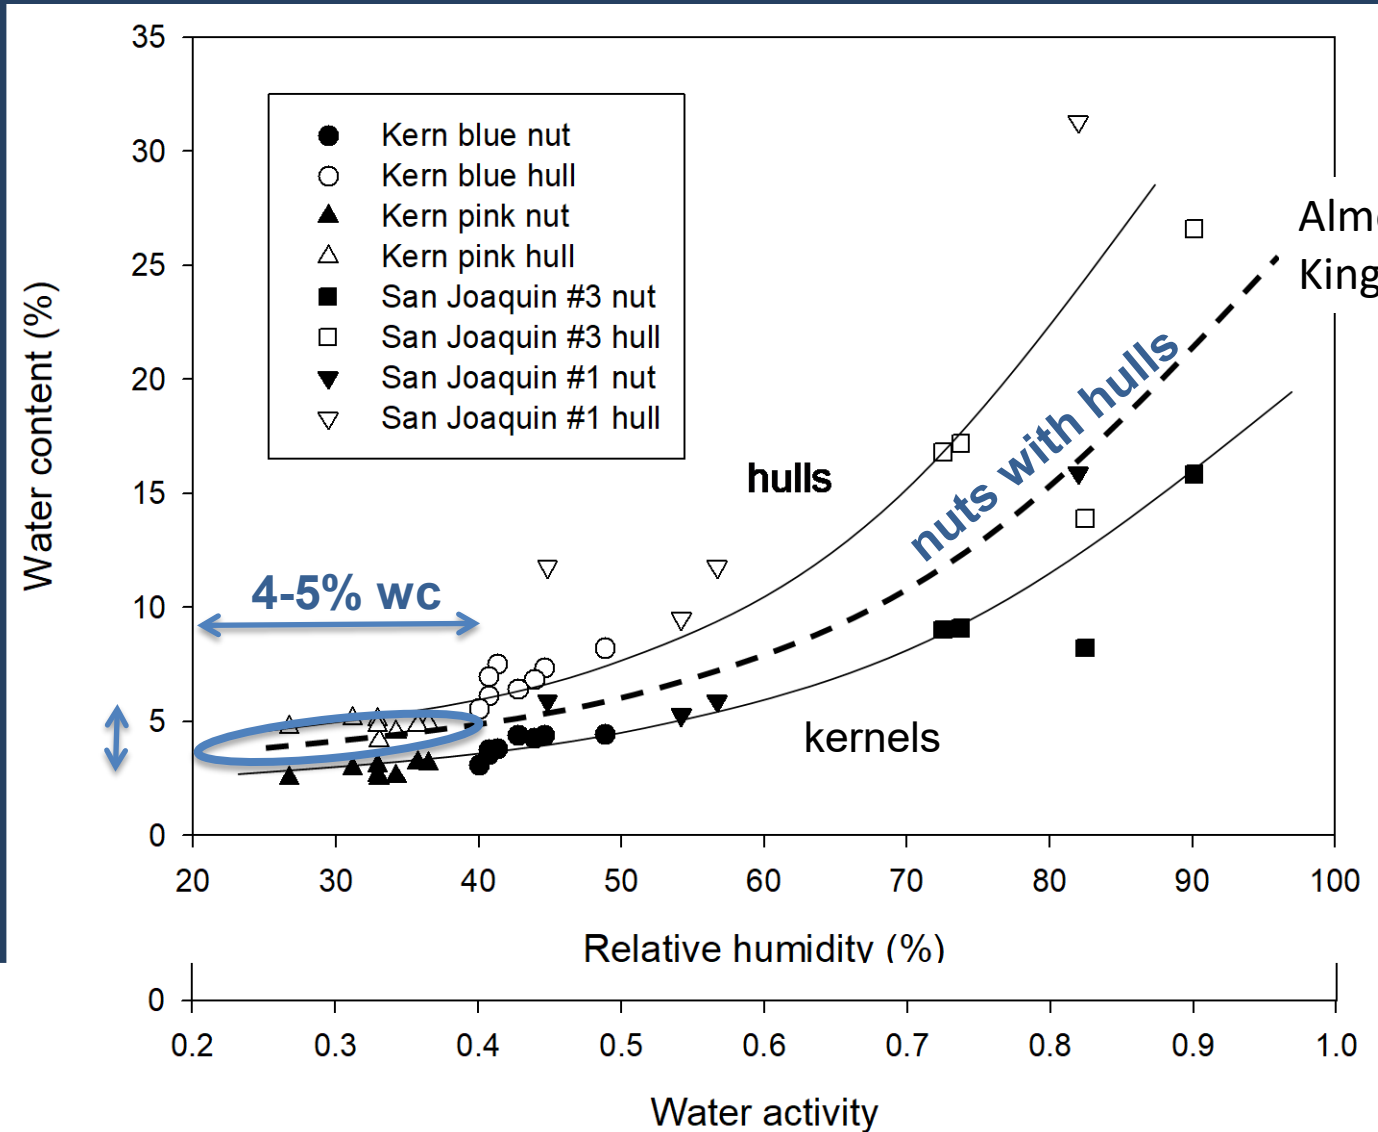 35
30
25
20
15
10
5
0
Water content (%)
Kern blue nut
Kern blue hull
Kern pink nut
Kern pink hull
San Joaquin #3 nut
San Joaquin #3 hull
San Joaquin #1 nut
San Joaquin #1 hull
Alm
King
nuts with hulls
hulls
4-5% wc
kernels
20 30 40 50 60 70 80 90 100
Relative humidity (%)
0
0.2 0.3 0.4 0.5 0.6 0.7 0.8 0.9 1.0
Water activity